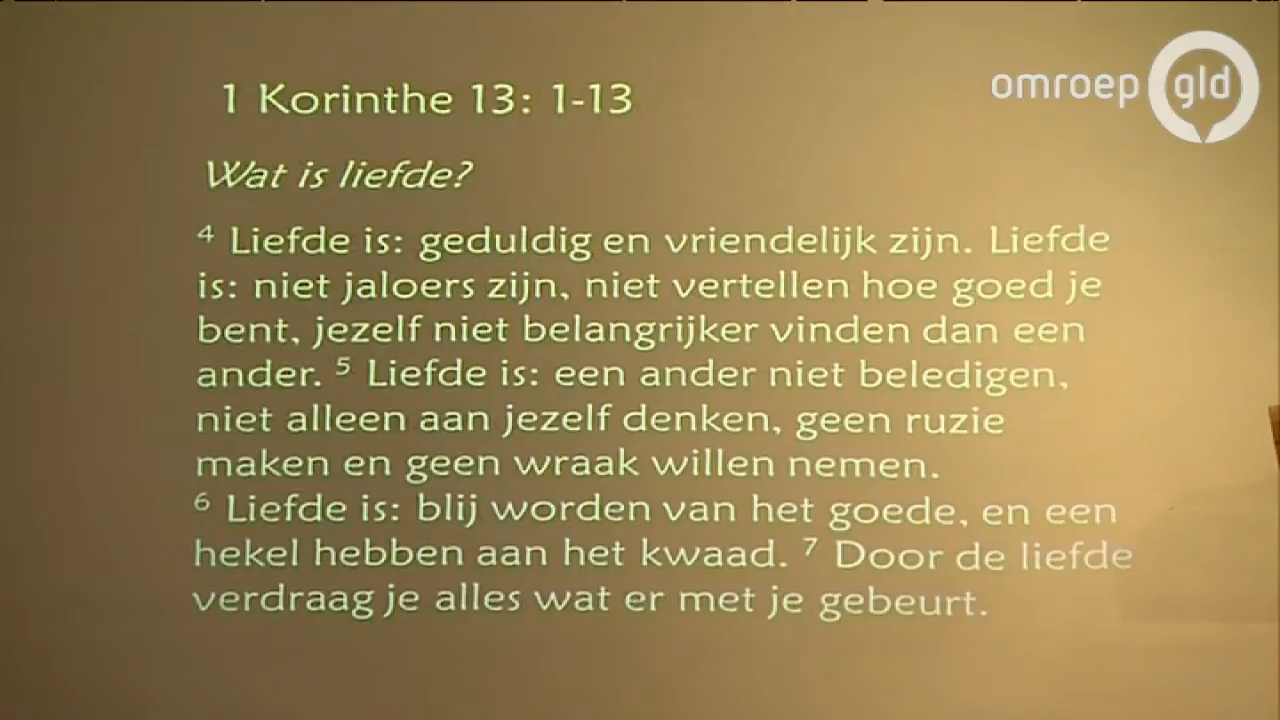 omroep gld
1 Korinthe 13: 1-13
Wat is liefde?
⁴ Liefde is: geduldig en vriendelijk zijn. Liefde
is: niet jaloers zijn, niet vertellen hoe goed je
bent, jezelf niet belangrijker vinden dan een
ander. ⁵ Liefde is: een ander niet beledigen,
niet alleen aan jezelf denken, geen ruzie
maken en geen wraak willen nemen.
⁶ Liefde is: blij worden van het goede, en een
hekel hebben aan het kwaad. ⁷ Door de liefde
verdraag je alles wat er met je gebeurt.